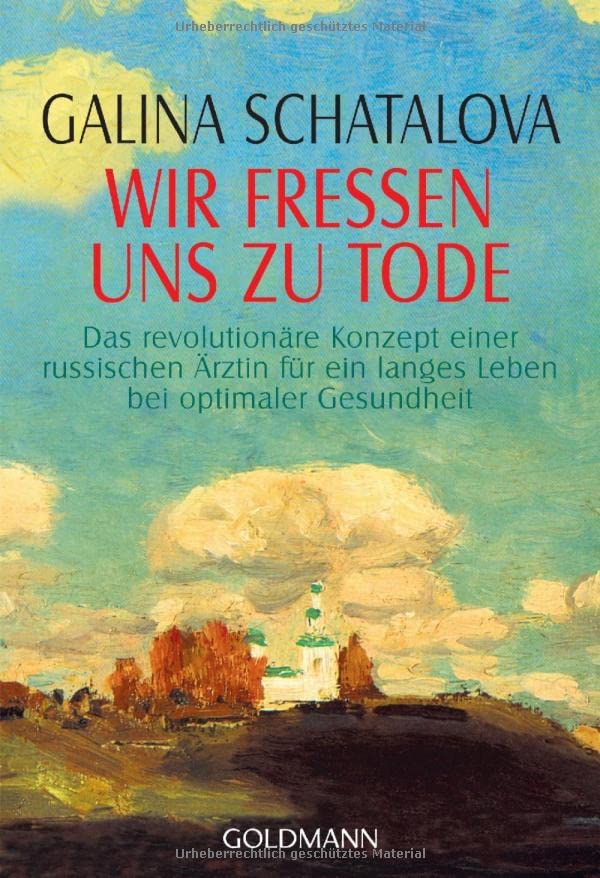 Urheberrechtlich geschütztes Material
GALINA SCHATALOVA
WIR FRESSEN
UNS ZU TODE
Das revolutionäre Konzept einer
russischen Ärztin für ein langes Leben
bei optimaler Gesundheit
GOLDMANN
Urheberrechtlich geschütztes Material